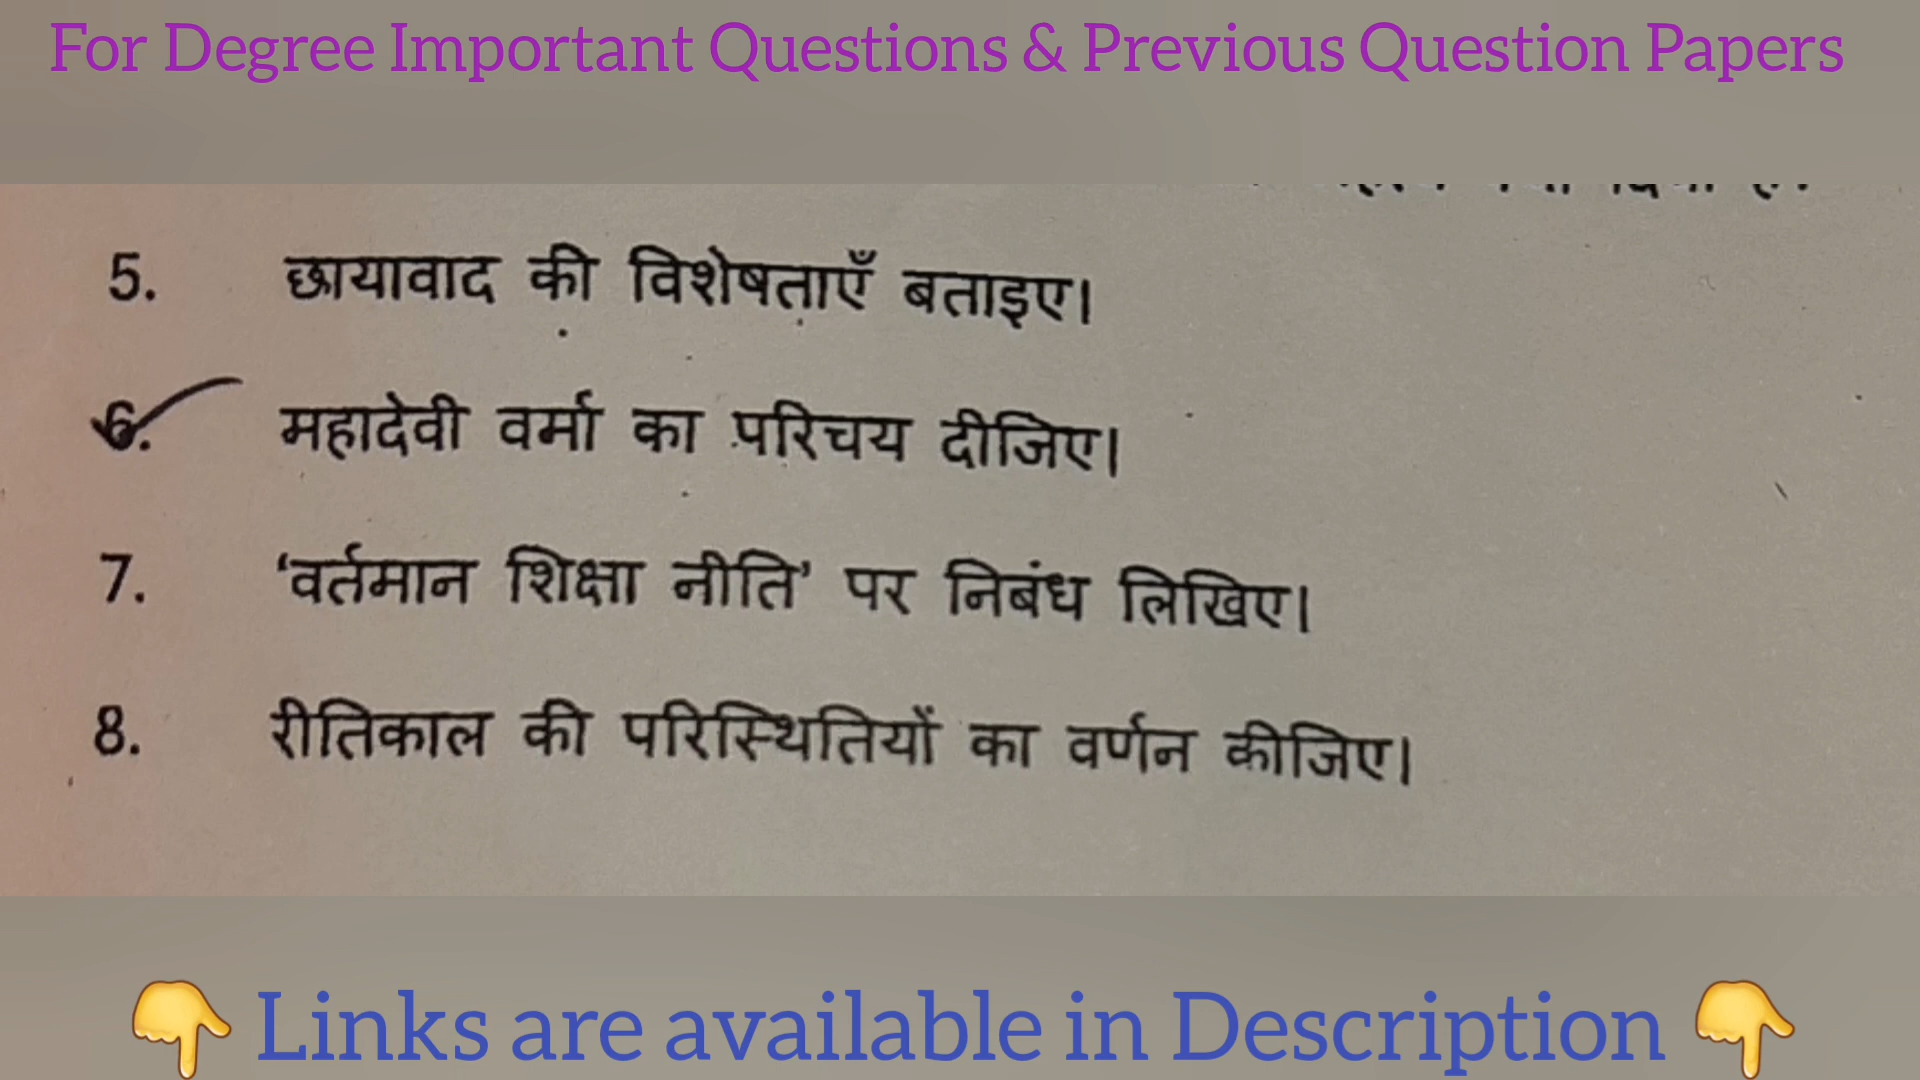 For Degree Important Questions & Previous Question Papers
5. छायावाद की विशेषताएँ बताइए।
6. महादेवी वर्मा का परिचय दीजिए।
7. ‘वर्तमान शिक्षा नीति’ पर निबंध लिखिए।
8. रीतिकाल की परिस्थितियों का वर्णन कीजिए।
👇 Links are available in Description 👇